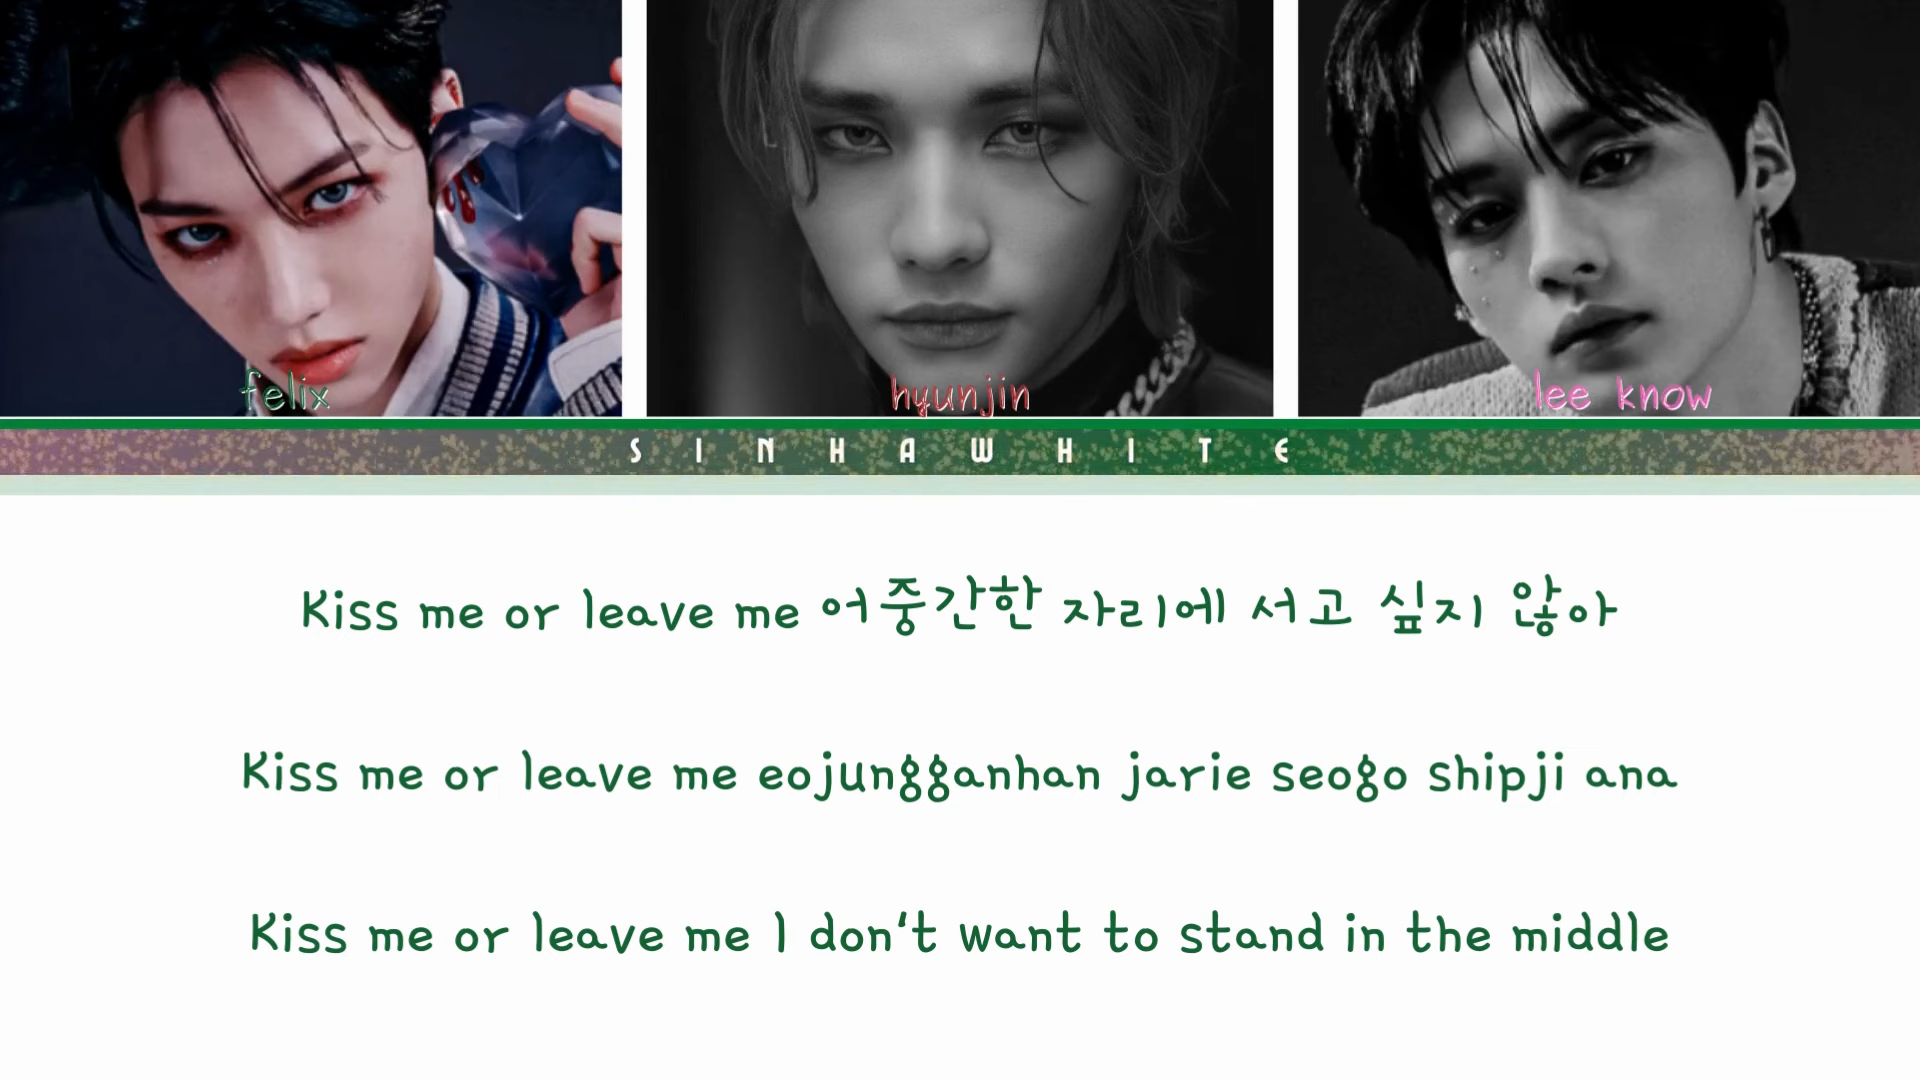 felix
hyunjin
lee know
SINHAWHITE
Kiss me or leave me 어중간한 자리에 서고 싶지 않아
Kiss me or leave me eojungganhan jarie seogo shipji ana
Kiss me or leave me I don't want to stand in the middle